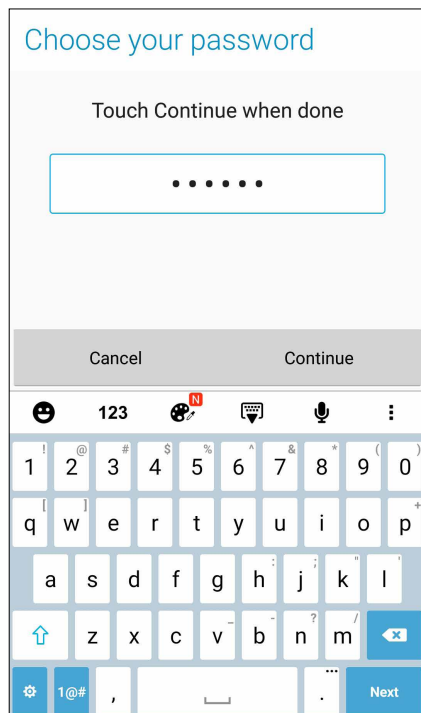 Choose your password
Touch Continue when done
••••••
Cancel Continue
123 N
! @ # $ % ^ & * ( )
1 2 3 4 5 6 7 8 9 0
[ ] +
q w e r t y u i o p
: ; " '
a s d f g h j k l
_ - ? /
z x c v b n m
1@# , . Next